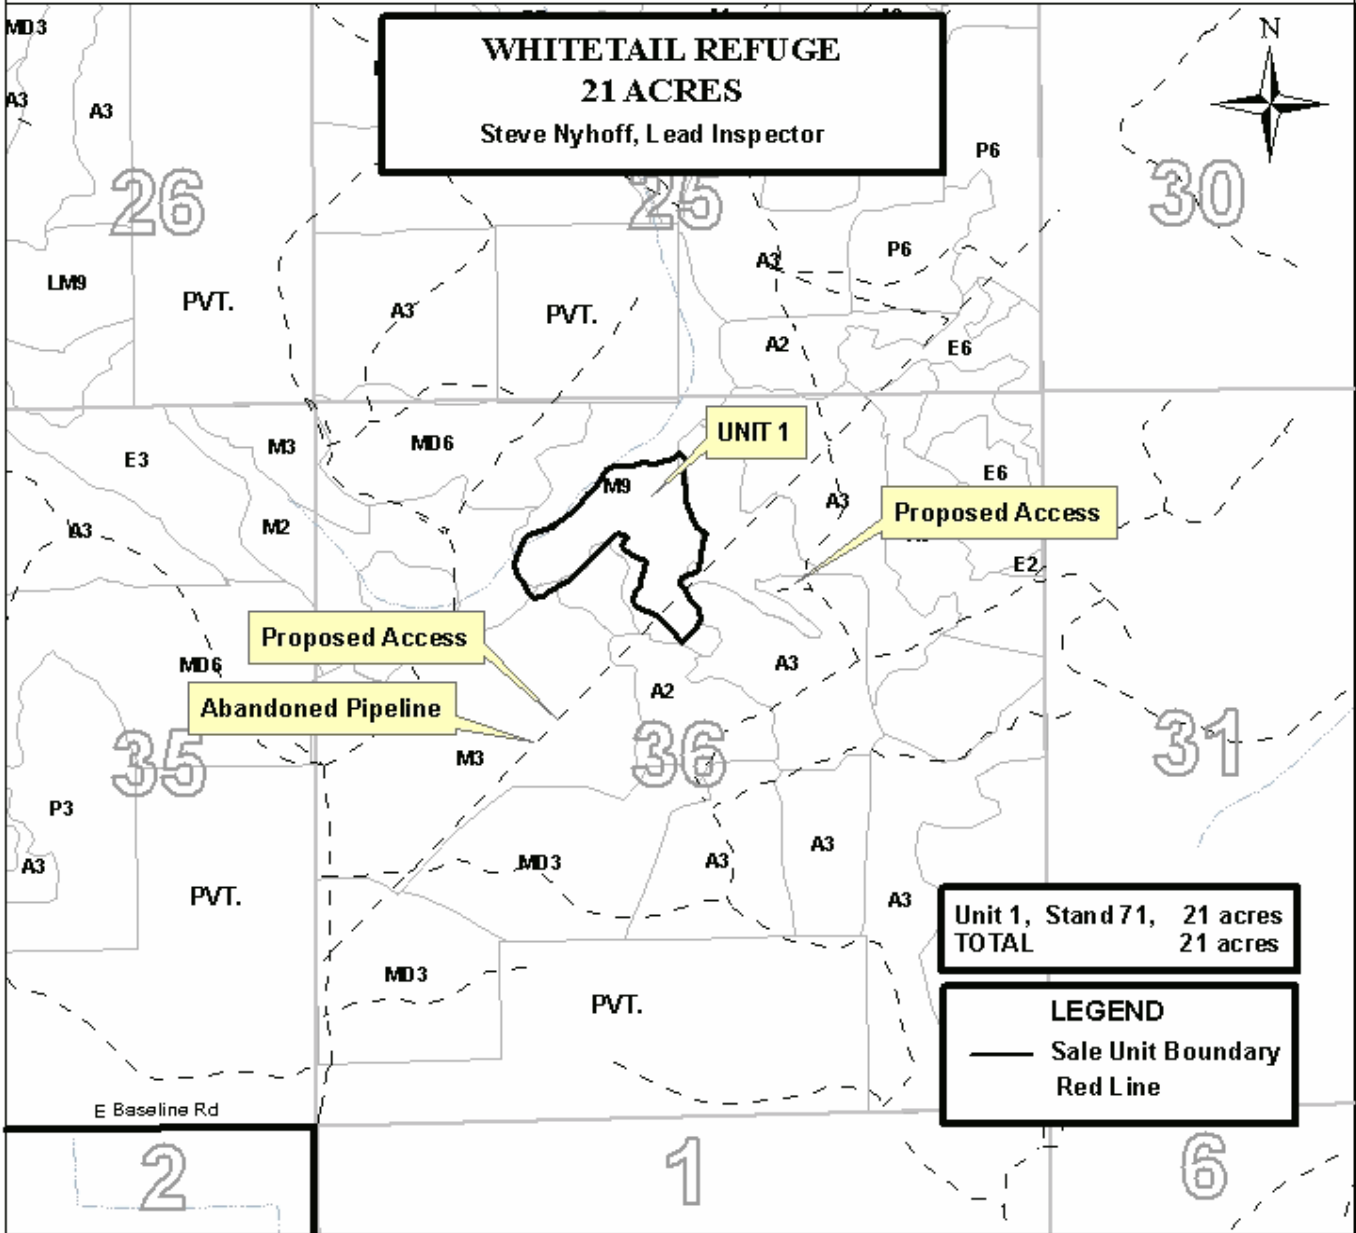 WHITETAIL REFUGE
21 ACRES
Steve Nyhoff, Lead Inspector
N
MD3
A3
A3
P6
26
25
30
LM9
PVT.
A3
PVT.
A3
P6
A2
E6
UNIT 1
E3
M3
MD6
M9
E6
A3
Proposed Access
A3
M2
E2
Proposed Access
MD6
A3
Abandoned Pipeline
A2
35
M3
36
31
P3
A3
MD3
A3
A3
PVT.
A3
Unit 1, Stand 71, 21 acres
TOTAL 21 acres
MD3
PVT.
LEGEND
Sale Unit Boundary
Red Line
E Baseline Rd
2
1
6